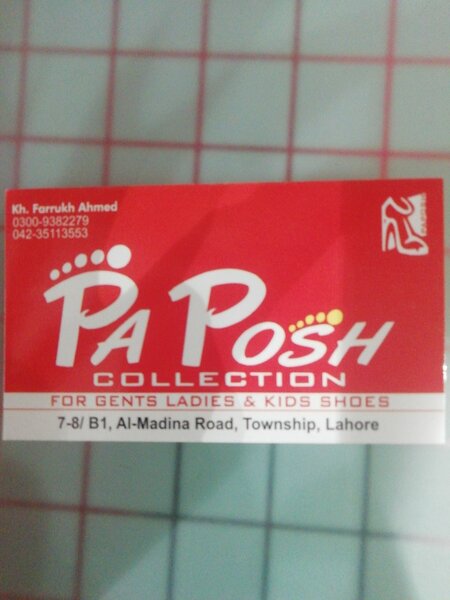 Kh. Farrukh Ahmed
0300-9382279
042-35113553
PA POSH
COLLECTION
FOR GENTS LADIES & KIDS SHOES
7-8/ B1, Al-Madina Road, Township, Lahore